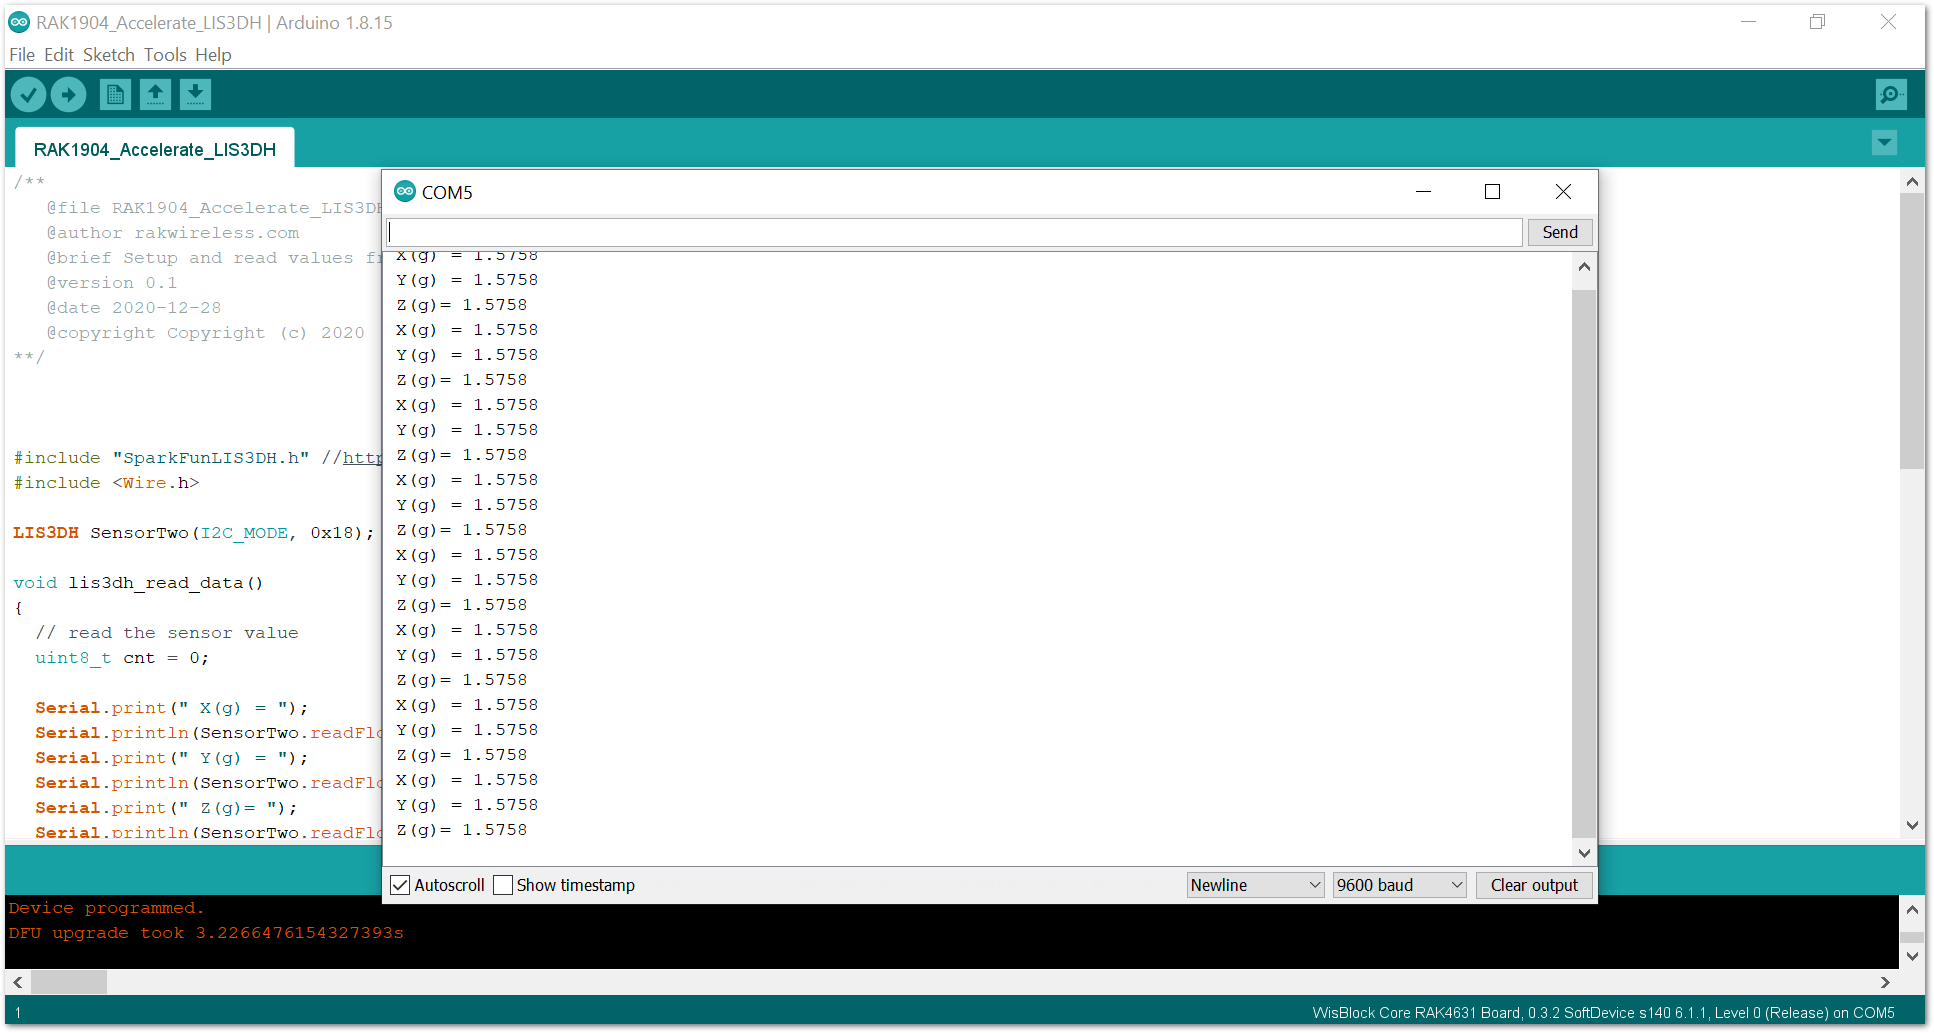 RAK1904_Accelerate_LIS3DH | Arduino 1.8.15
File Edit Sketch Tools Help
RAK1904_Accelerate_LIS3DH
/**
@file RAK1904_Accelerate_LIS3DH
@author rakwireless.com
@brief Setup and read values fr
@version 0.1
@date 2020-12-28
@copyright Copyright (c) 2020
**/
#include "SparkFunLIS3DH.h" //http
#include <Wire.h>
LIS3DH SensorTwo(I2C_MODE, 0x18);
void lis3dh_read_data()
{
// read the sensor value
uint8_t cnt = 0;
Serial.print(" X(g) = ");
Serial.println(SensorTwo.readFlo
Serial.print(" Y(g) = ");
Serial.println(SensorTwo.readFlo
Serial.print(" Z(g)= ");
Serial.println(SensorTwo.readFlo
COM5
Send
X(g) = 1.5758
Y(g) = 1.5758
Z(g)= 1.5758
X(g) = 1.5758
Y(g) = 1.5758
Z(g)= 1.5758
X(g) = 1.5758
Y(g) = 1.5758
Z(g)= 1.5758
X(g) = 1.5758
Y(g) = 1.5758
Z(g)= 1.5758
X(g) = 1.5758
Y(g) = 1.5758
Z(g)= 1.5758
X(g) = 1.5758
Y(g) = 1.5758
Z(g)= 1.5758
X(g) = 1.5758
Y(g) = 1.5758
Z(g)= 1.5758
X(g) = 1.5758
Y(g) = 1.5758
Z(g)= 1.5758
Autoscroll Show timestamp Newline 9600 baud Clear output
Device programmed.
DFU upgrade took 3.2266476154327393s
1 WisBlock Core RAK4631 Board, 0.3.2 SoftDevice s140 6.1.1, Level 0 (Release) on COM5